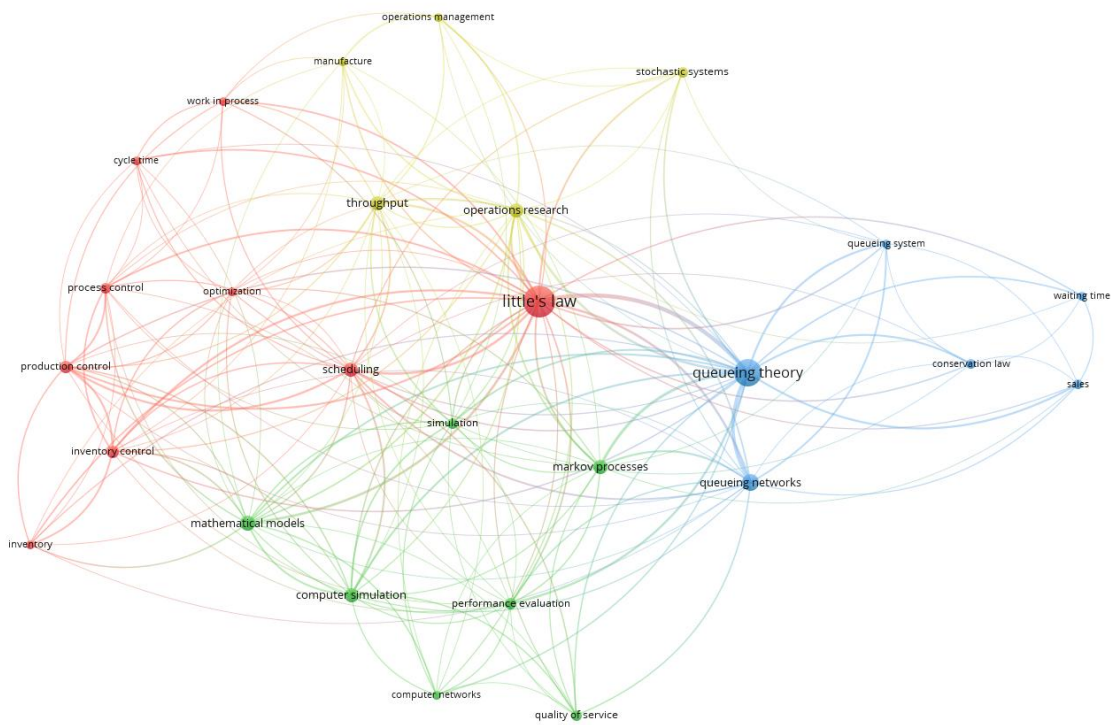 operations management
manufacture
stochastic systems
work in process
cycle time
throughput
operations research
queueing system
process control
optimization
little's law
waiting time
production control
scheduling
queueing theory
conservation law
sales
simulation
inventory control
markov processes
queueing networks
mathematical models
inventory
computer simulation
performance evaluation
computer networks
quality of service